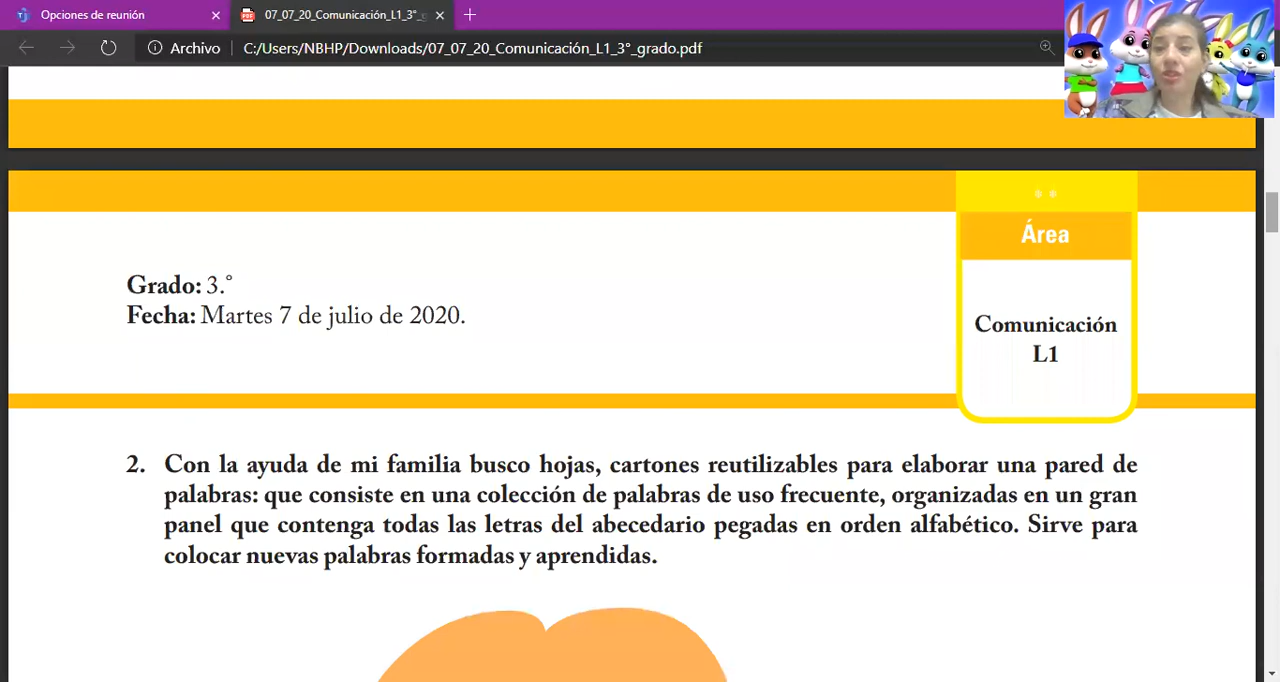 Opciones de reunión
07_07_20_Comunicación_L1_3°_g
Archivo
C:/Users/NBHP/Downloads/07_07_20_Comunicación_L1_3°_grado.pdf
**
Área
Comunicación
L1
Grado: 3.°
Fecha: Martes 7 de julio de 2020.
2. Con la ayuda de mi familia busco hojas, cartones reutilizables para elaborar una pared de
palabras: que consiste en una colección de palabras de uso frecuente, organizadas en un gran
panel que contenga todas las letras del abecedario pegadas en orden alfabético. Sirve para
colocar nuevas palabras formadas y aprendidas.